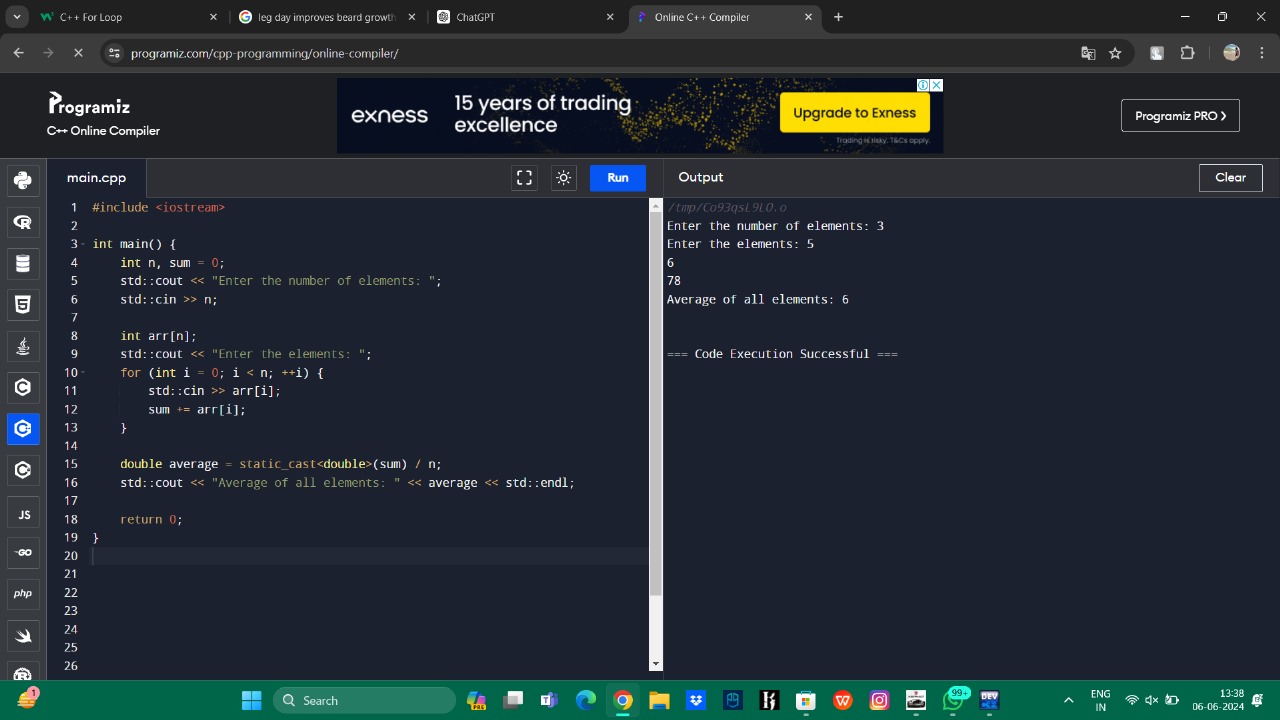 C++ For Loop
leg day improves beard growth
ChatGPT
Online C++ Compiler
programiz.com/cpp-programming/online-compiler/
Programiz
C++ Online Compiler
exness
15 years of trading
excellence
Upgrade to Exness
Trading is risky. T&Cs apply.
Programiz PRO >
main.cpp
Run
Output
Clear
1 #include <iostream>
2
3 int main() {
4 int n, sum = 0;
5 std::cout << "Enter the number of elements: ";
6 std::cin >> n;
7
8 int arr[n];
9 std::cout << "Enter the elements: ";
10 for (int i = 0; i < n; ++i) {
11 std::cin >> arr[i];
12 sum += arr[i];
13 }
14
15 double average = static_cast<double>(sum) / n;
16 std::cout << "Average of all elements: " << average << std::endl;
17
18 return 0;
19 }
20
21
22
23
24
25
26
/tmp/Co93qsL9LO.o
Enter the number of elements: 3
Enter the elements: 5
6
78
Average of all elements: 6
=== Code Execution Successful ===
JS
GO
php
1
Search
PRE
99+
DEV
ENG
IN
13:38
06-06-2024